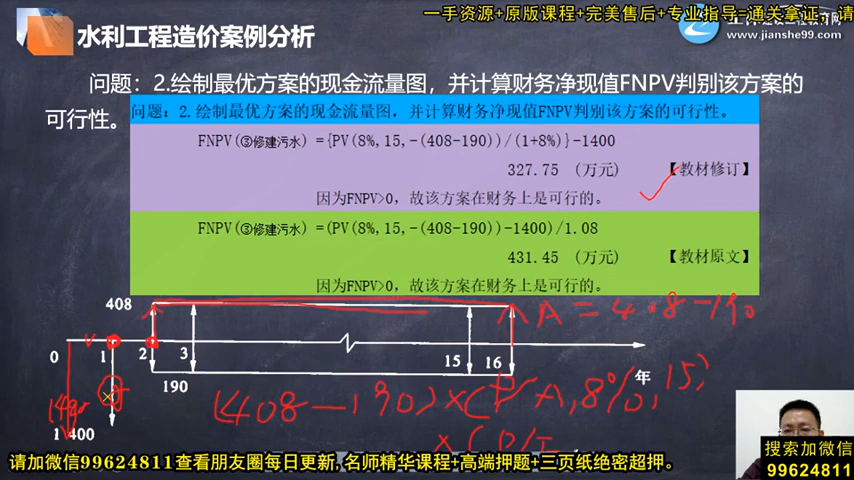 一手资源+原版课程+完美售后+专业指导=通关拿证，请
水利工程造价案例分析
建设工程教育网
www.jianshe99.com
问题：2.绘制最优方案的现金流量图，并计算财务净现值FNPV判别该方案的
可行性。
问题：2.绘制最优方案的现金流量图，并计算财务净现值FNPV判别该方案的可行性。
FNPV(③修建污水)={PV(8%,15,-(408-190))/(1+8%)}-1400
327.75 (万元) 【教材修订】
因为FNPV>0，故该方案在财务上是可行的。
FNPV(③修建污水)=(PV(8%,15,-(408-190))-1400)/1.08
431.45 (万元) 【教材原文】
因为FNPV>0，故该方案在财务上是可行的。
408
A=408-190
0 1 2 3 15 16
年
190
1400
(408-190)×(P/A,8%,15)
×(P/F
请加微信99624811查看朋友圈每日更新,名师精华课程+高端押题+三页纸绝密超押。
搜索加微信
99624811